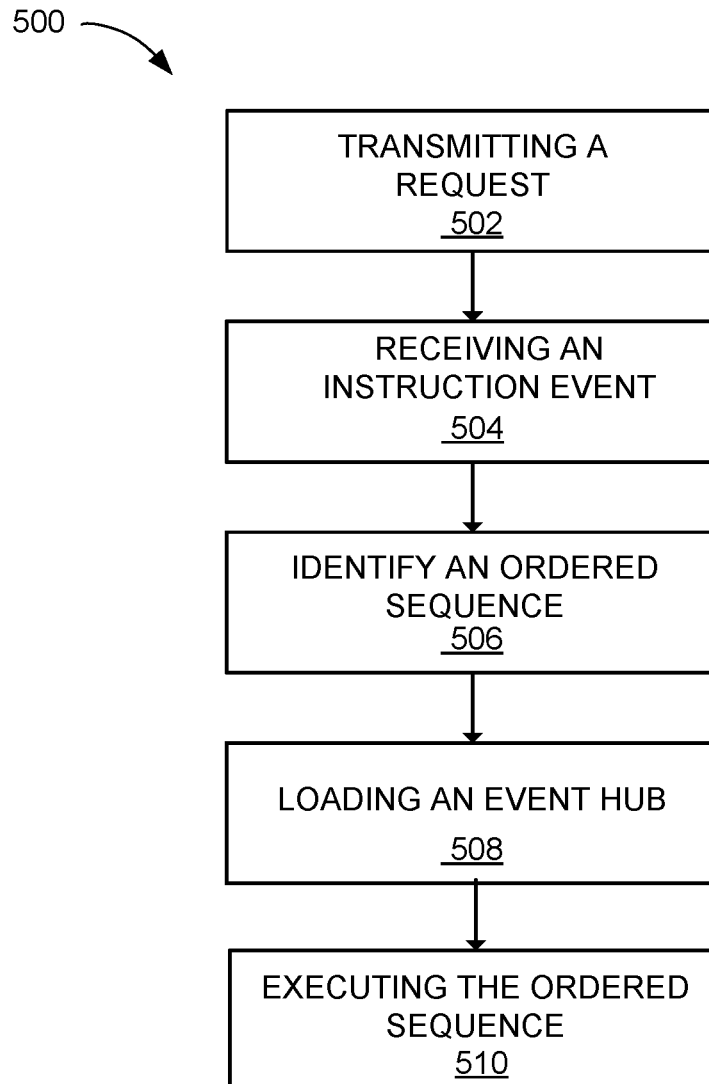 500
TRANSMITTING A
REQUEST
502
RECEIVING AN
INSTRUCTION EVENT
504
IDENTIFY AN ORDERED
SEQUENCE
506
LOADING AN EVENT HUB
508
EXECUTING THE ORDERED
SEQUENCE
510